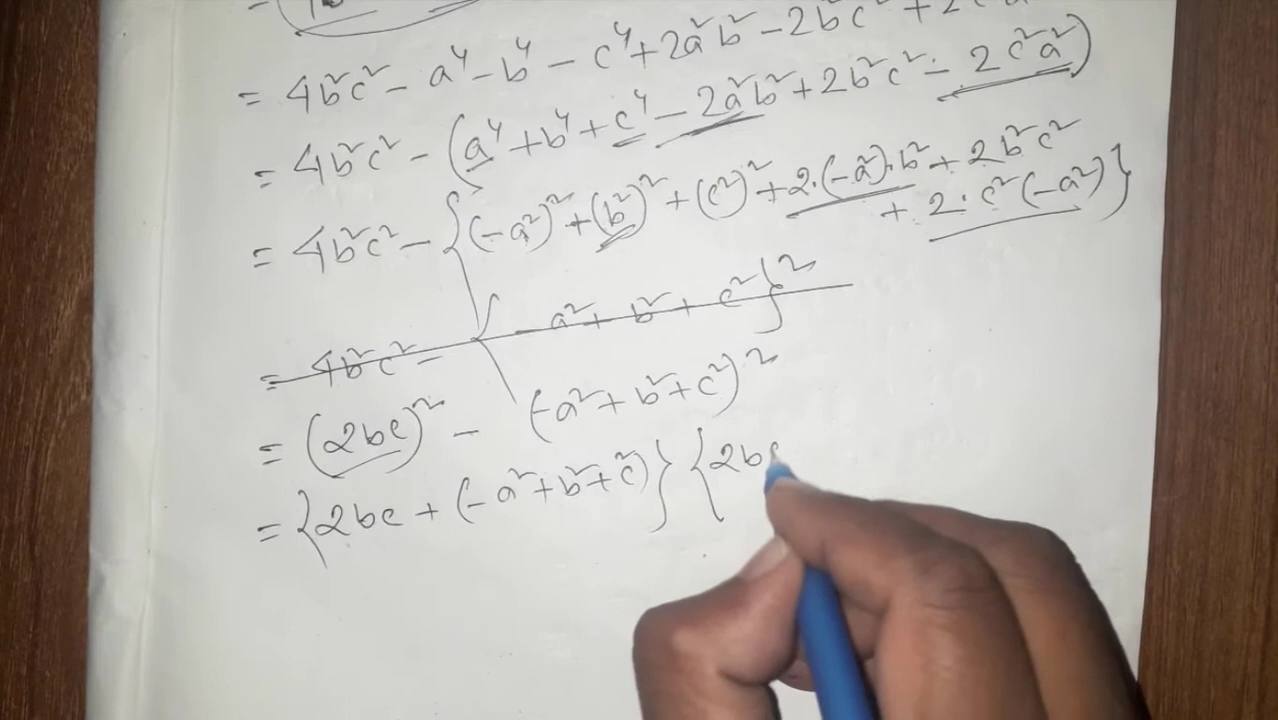 = 4b²c² - a⁴ - b⁴ - c⁴ + 2a²b² - 2b²c² + 2c²a²
= 4b²c² - (a⁴ + b⁴ + c⁴ - 2a²b² + 2b²c² - 2c²a²)
= 4b²c² - {(-a²)² + (b²)² + (c²)² + 2·(-a²)·b² + 2b²c²
+ 2·c²(-a²)}
= 4b²c² - {-a² + b² + c²}²
= (2bc)² - (-a² + b² + c²)²
= {2bc + (-a² + b² + c²)} {2bc